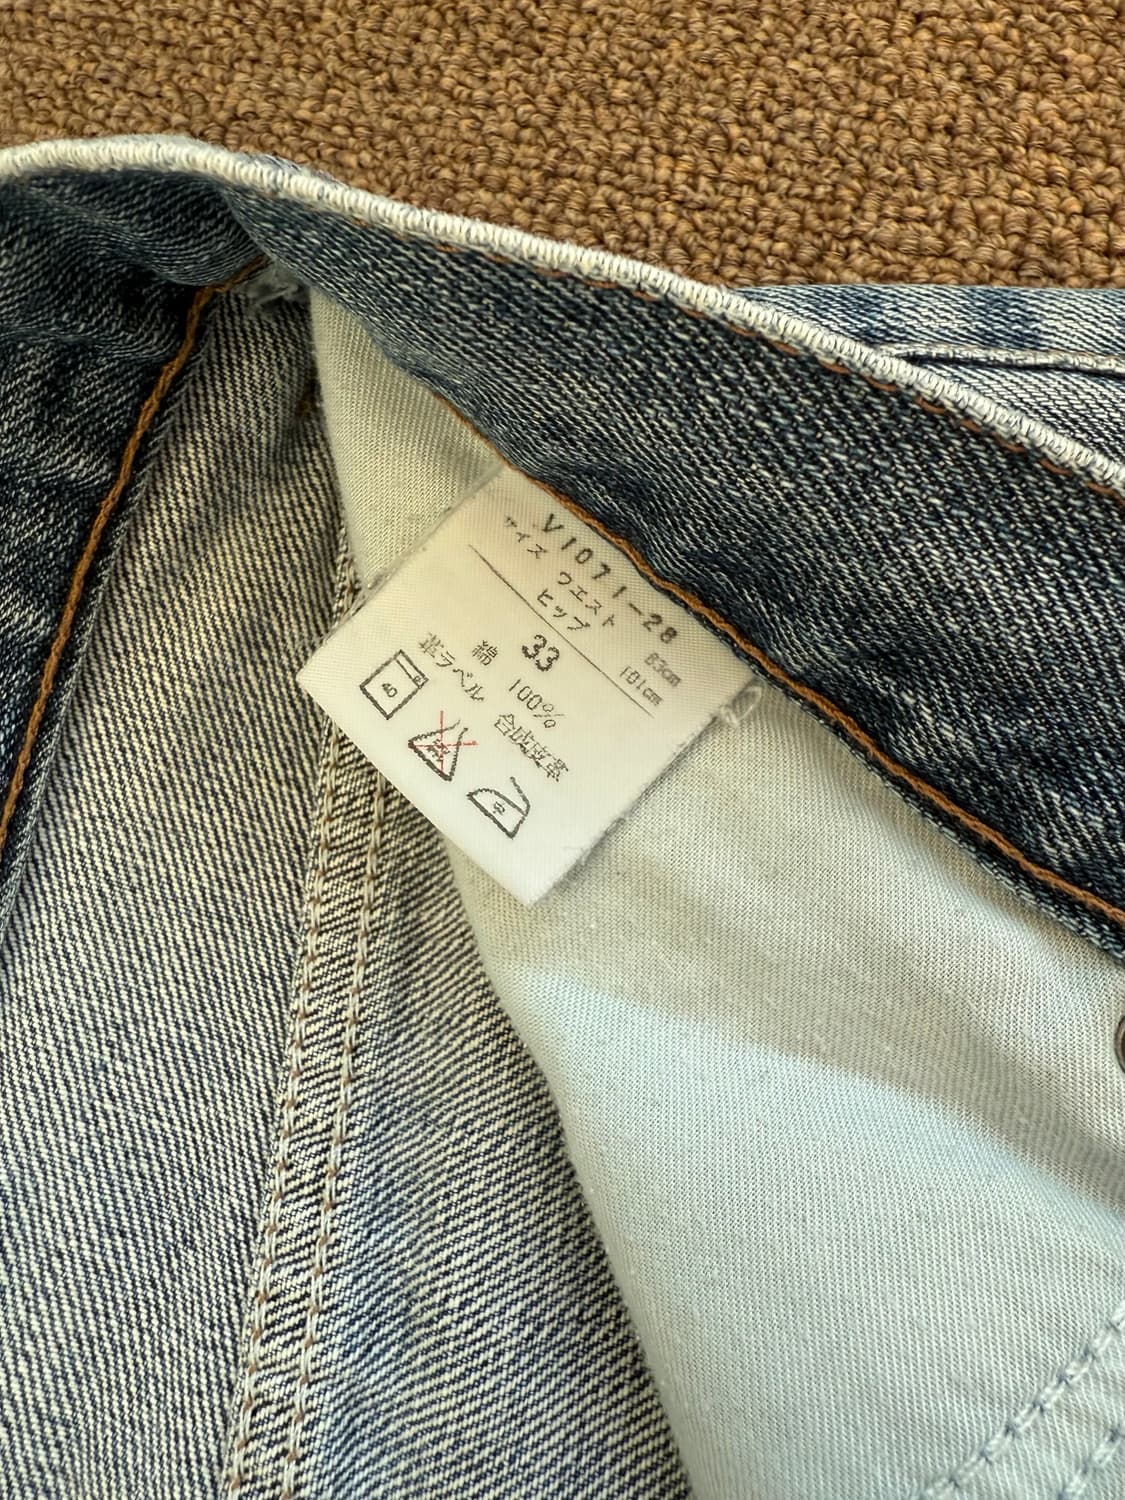 V1071-28
サイズ ウエスト 83cm
33 ヒップ 101cm
綿 100%
革ラベル 合成皮革